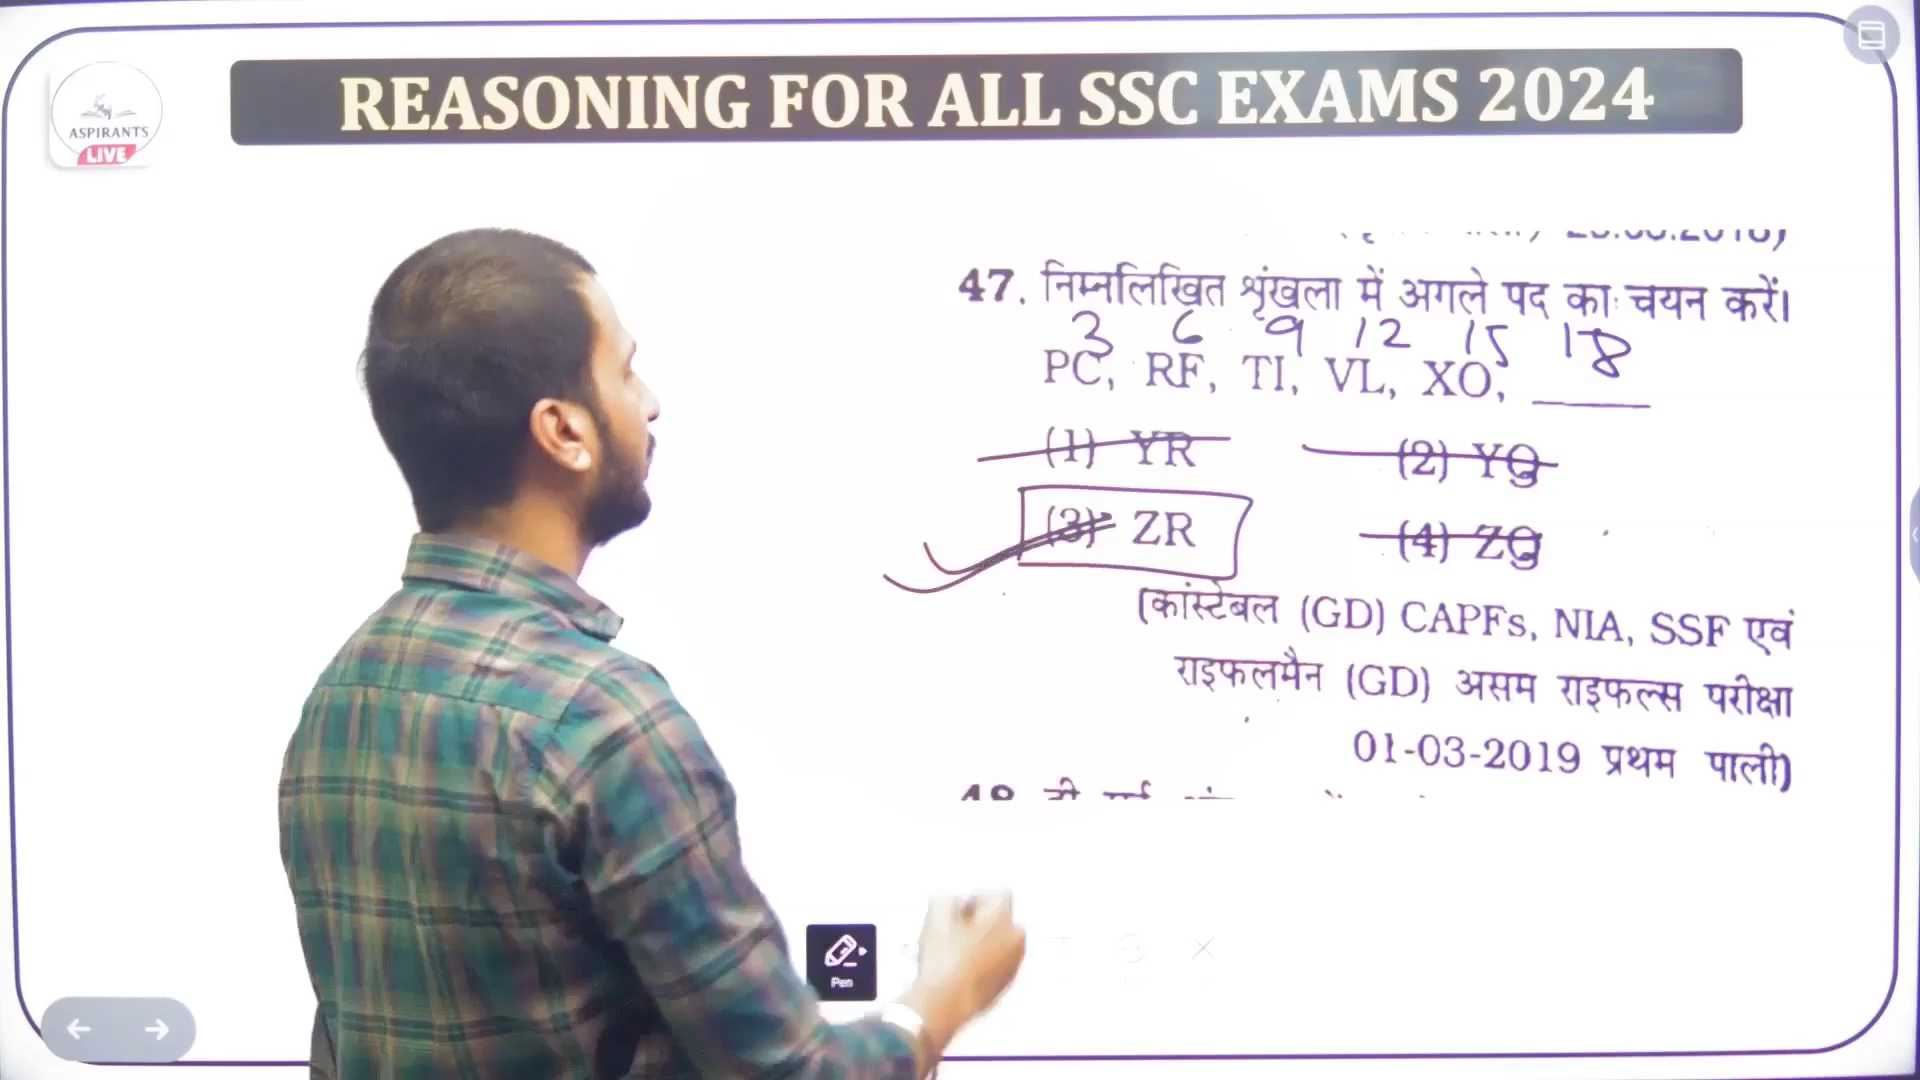 REASONING FOR ALL SSC EXAMS 2024
ASPIRANTS
LIVE
47. निम्नलिखित श्रृंखला में अगले पद का चयन करें।
3 6 9 12 15 18
PC, RF, TI, VL, XO, ____
(1) YR (2) YQ
(3) ZR (4) ZQ
(कांस्टेबल (GD) CAPFs, NIA, SSF एवं
राइफलमैन (GD) असम राइफल्स परीक्षा
01-03-2019 प्रथम पाली)
Pen